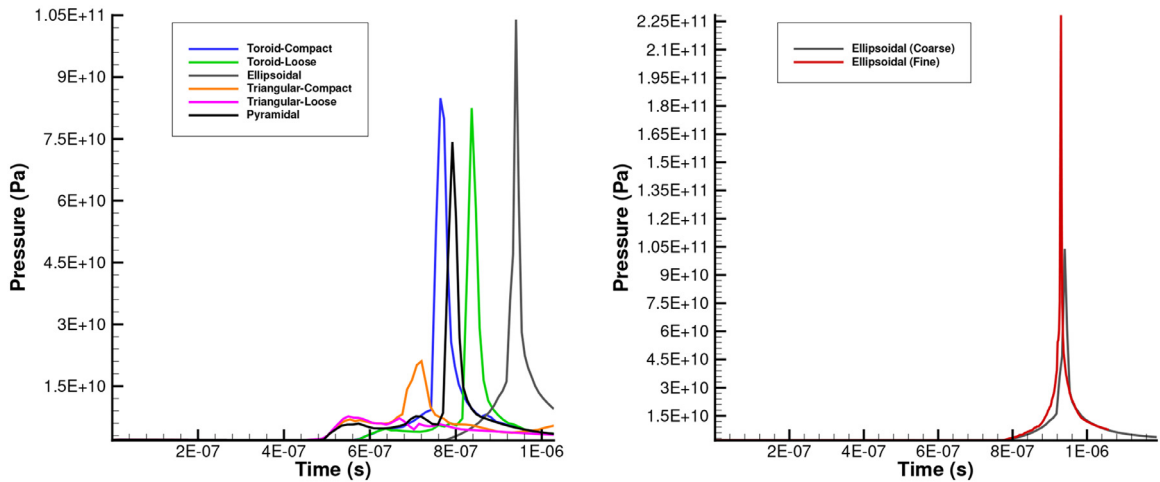 1.05E+11
9E+10
7.5E+10
6E+10
4.5E+10
3E+10
1.5E+10
Pressure (Pa)
Toroid-Compact
Toroid-Loose
Ellipsoidal
Triangular-Compact
Triangular-Loose
Pyramidal
2E-07 4E-07 6E-07 8E-07 1E-06
Time (s)
2.25E+11
2.1E+11
1.95E+11
1.8E+11
1.65E+11
1.5E+11
1.35E+11
1.2E+11
1.05E+11
9E+10
7.5E+10
6E+10
4.5E+10
3E+10
1.5E+10
Pressure (Pa)
Ellipsoidal (Coarse)
Ellipsoidal (Fine)
2E-07 4E-07 6E-07 8E-07 1E-06
Time (s)